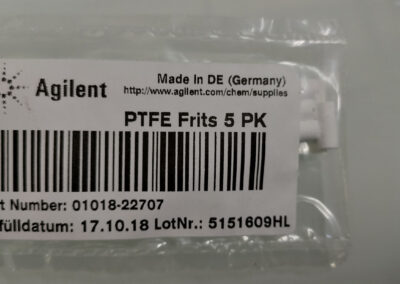 Agilent
Made In DE (Germany)
http://www.agilent.com/chem/supplies
PTFE Frits 5 PK
t Number: 01018-22707
fülldatum: 17.10.18 LotNr.: 5151609HL